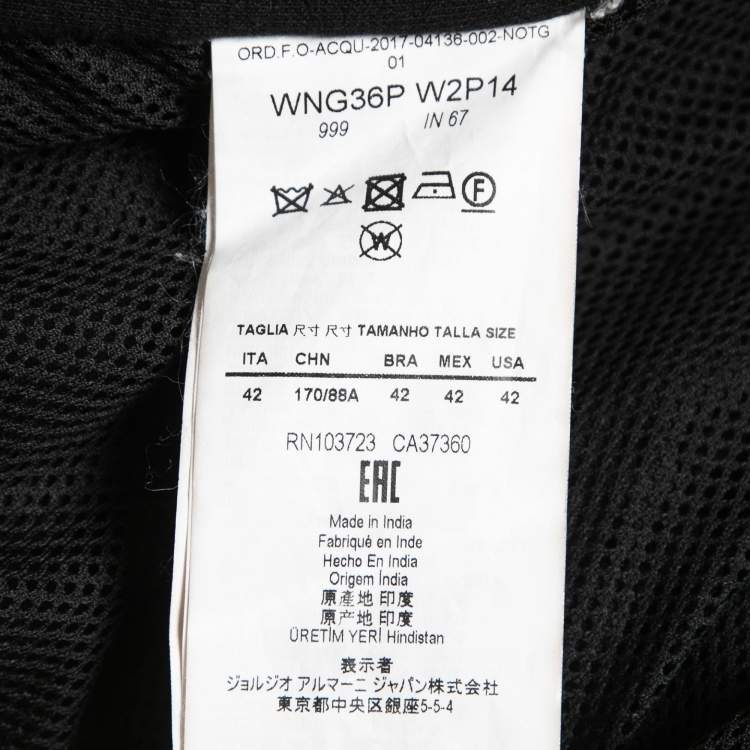 ORD.F.O-ACQU-2017-04136-002-NOTG
01
WNG36P W2P14
999 IN 67
W
F
TAGLIA 尺寸 尺寸 TAMANHO TALLA SIZE
ITA CHN BRA MEX USA
42 170/88A 42 42 42
RN103723 CA37360
EAC
Made in India
Fabriqué en Inde
Hecho En India
Origem Índia
原產地 印度
原产地 印度
ÜRETİM YERİ Hindistan
表示者
ジョルジオ アルマーニ ジャパン株式会社
東京都中央区銀座5-5-4